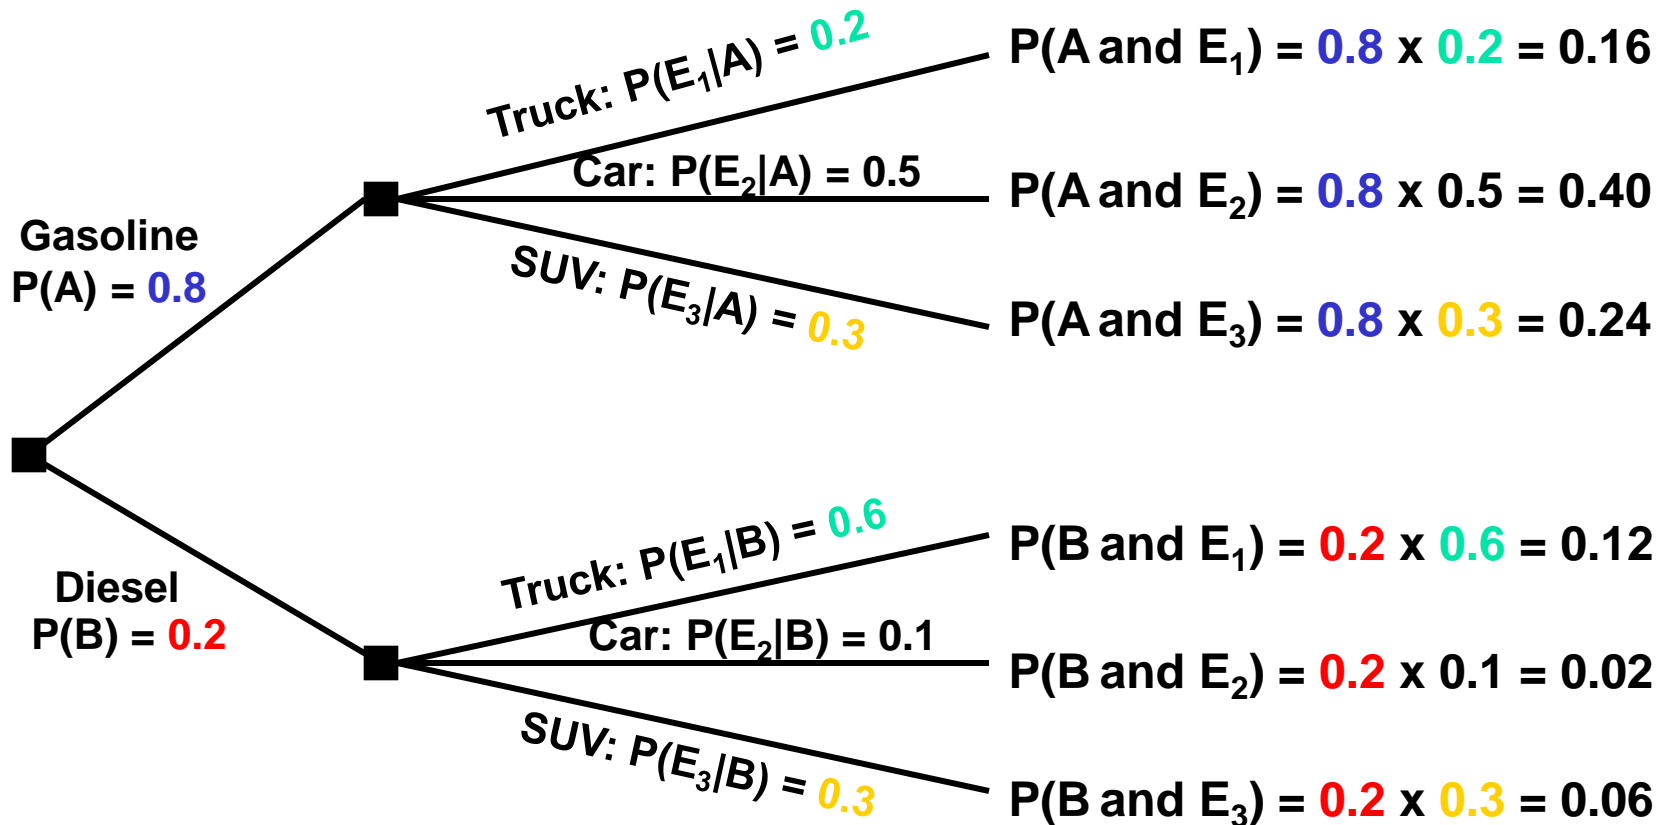 Truck: P(E₁|A) = 0.2
P(A and E₁) = 0.8 x 0.2 = 0.16
Car: P(E₂|A) = 0.5
P(A and E₂) = 0.8 x 0.5 = 0.40
Gasoline
P(A) = 0.8
SUV: P(E₃|A) = 0.3
P(A and E₃) = 0.8 x 0.3 = 0.24
Truck: P(E₁|B) = 0.6
P(B and E₁) = 0.2 x 0.6 = 0.12
Diesel
P(B) = 0.2
Car: P(E₂|B) = 0.1
P(B and E₂) = 0.2 x 0.1 = 0.02
SUV: P(E₃|B) = 0.3
P(B and E₃) = 0.2 x 0.3 = 0.06